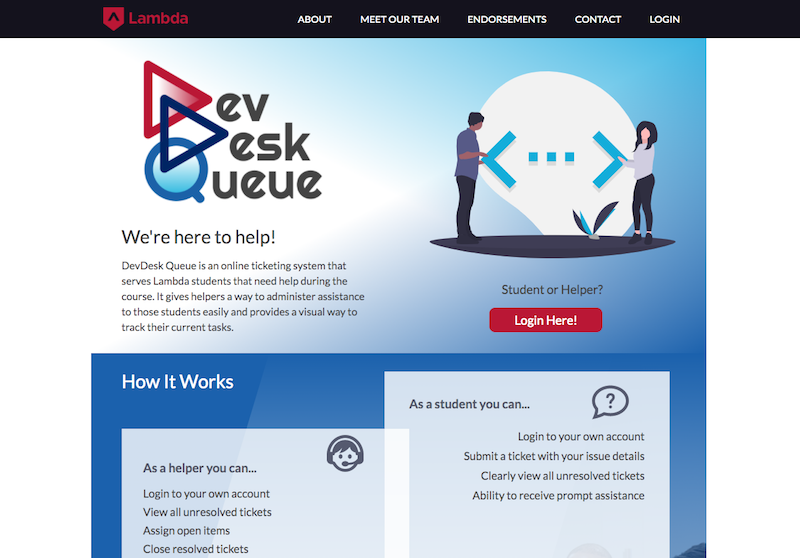 Lambda
ABOUT
MEET OUR TEAM
ENDORSEMENTS
CONTACT
LOGIN
Dev
Desk
Queue
We're here to help!
DevDesk Queue is an online ticketing system that
serves Lambda students that need help during the
course. It gives helpers a way to administer assistance
to those students easily and provides a visual way to
track their current tasks.
Student or Helper?
Login Here!
How It Works
As a student you can...
Login to your own account
Submit a ticket with your issue details
Clearly view all unresolved tickets
Ability to receive prompt assistance
As a helper you can...
Login to your own account
View all unresolved tickets
Assign open items
Close resolved tickets